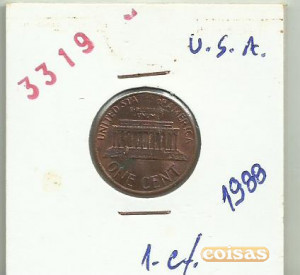 3319
U.S.A.
UNITED STATES OF AMERICA
ONE CENT
1988
1-ct.
coisas